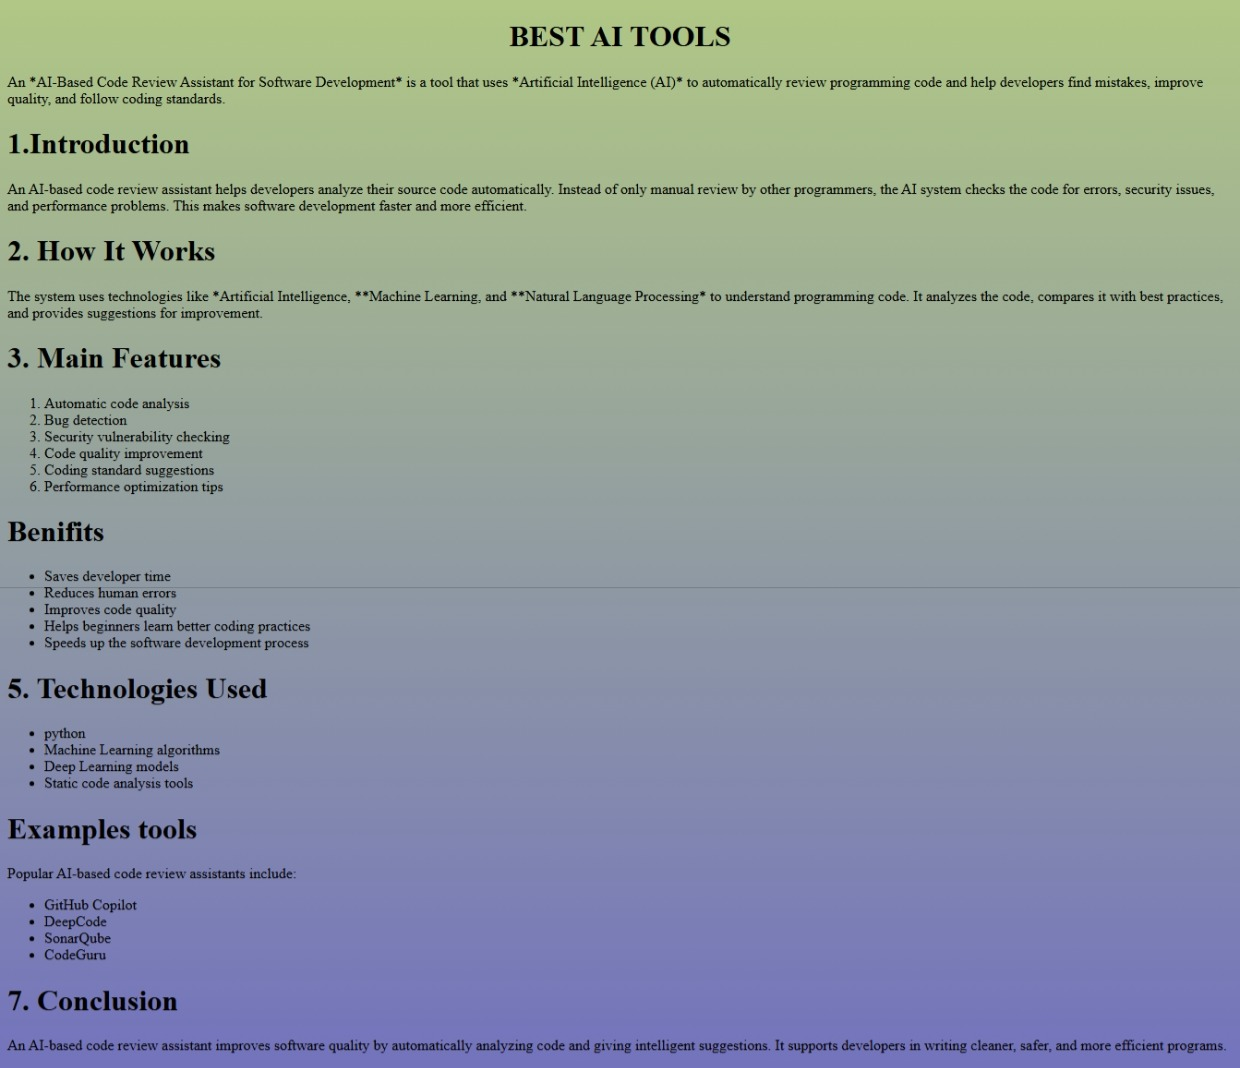 BEST AI TOOLS
An *AI-Based Code Review Assistant for Software Development* is a tool that uses *Artificial Intelligence (AI)* to automatically review programming code and help developers find mistakes, improve
quality, and follow coding standards.
1.Introduction
An AI-based code review assistant helps developers analyze their source code automatically. Instead of only manual review by other programmers, the AI system checks the code for errors, security issues,
and performance problems. This makes software development faster and more efficient.
2. How It Works
The system uses technologies like *Artificial Intelligence, **Machine Learning, and **Natural Language Processing* to understand programming code. It analyzes the code, compares it with best practices,
and provides suggestions for improvement.
3. Main Features
1. Automatic code analysis
2. Bug detection
3. Security vulnerability checking
4. Code quality improvement
5. Coding standard suggestions
6. Performance optimization tips
Benifits
• Saves developer time
• Reduces human errors
• Improves code quality
• Helps beginners learn better coding practices
• Speeds up the software development process
5. Technologies Used
• python
• Machine Learning algorithms
• Deep Learning models
• Static code analysis tools
Examples tools
Popular AI-based code review assistants include:
• GitHub Copilot
• DeepCode
• SonarQube
• CodeGuru
7. Conclusion
An AI-based code review assistant improves software quality by automatically analyzing code and giving intelligent suggestions. It supports developers in writing cleaner, safer, and more efficient programs.